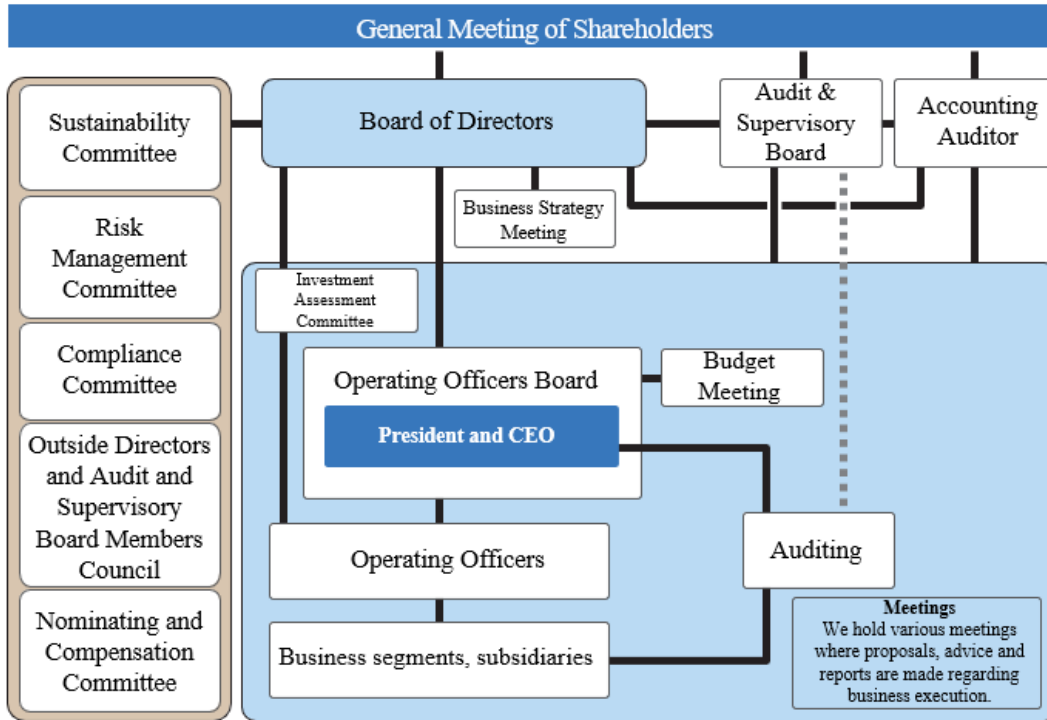 General Meeting of Shareholders
Sustainability
Committee
Risk
Management
Committee
Compliance
Committee
Outside Directors
and Audit and
Supervisory
Board Members
Council
Nominating and
Compensation
Committee
Board of Directors
Audit &
Supervisory
Board
Accounting
Auditor
Business Strategy
Meeting
Investment
Assessment
Committee
Operating Officers Board
President and CEO
Budget
Meeting
Operating Officers
Auditing
Business segments, subsidiaries
Meetings
We hold various meetings
where proposals, advice and
reports are made regarding
business execution.